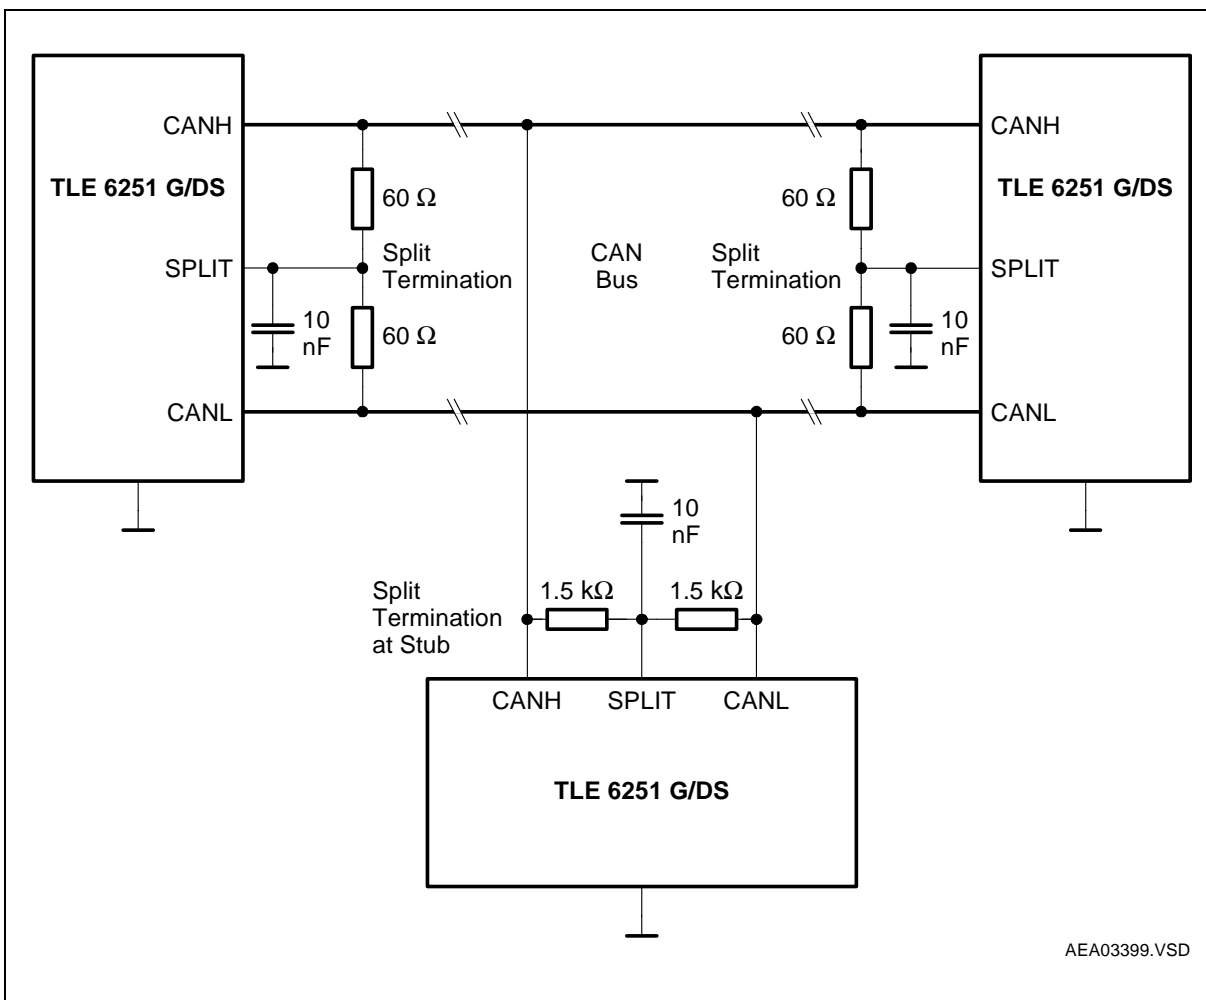 CANH
TLE 6251 G/DS
SPLIT
10
nF
CANL
60 Ω
Split
Termination
60 Ω
CAN
Bus
60 Ω
Split
Termination
60 Ω
CANH
TLE 6251 G/DS
SPLIT
10
nF
CANL
10
nF
Split
Termination
at Stub
1.5 kΩ
1.5 kΩ
CANH SPLIT CANL
TLE 6251 G/DS
AEA03399.VSD